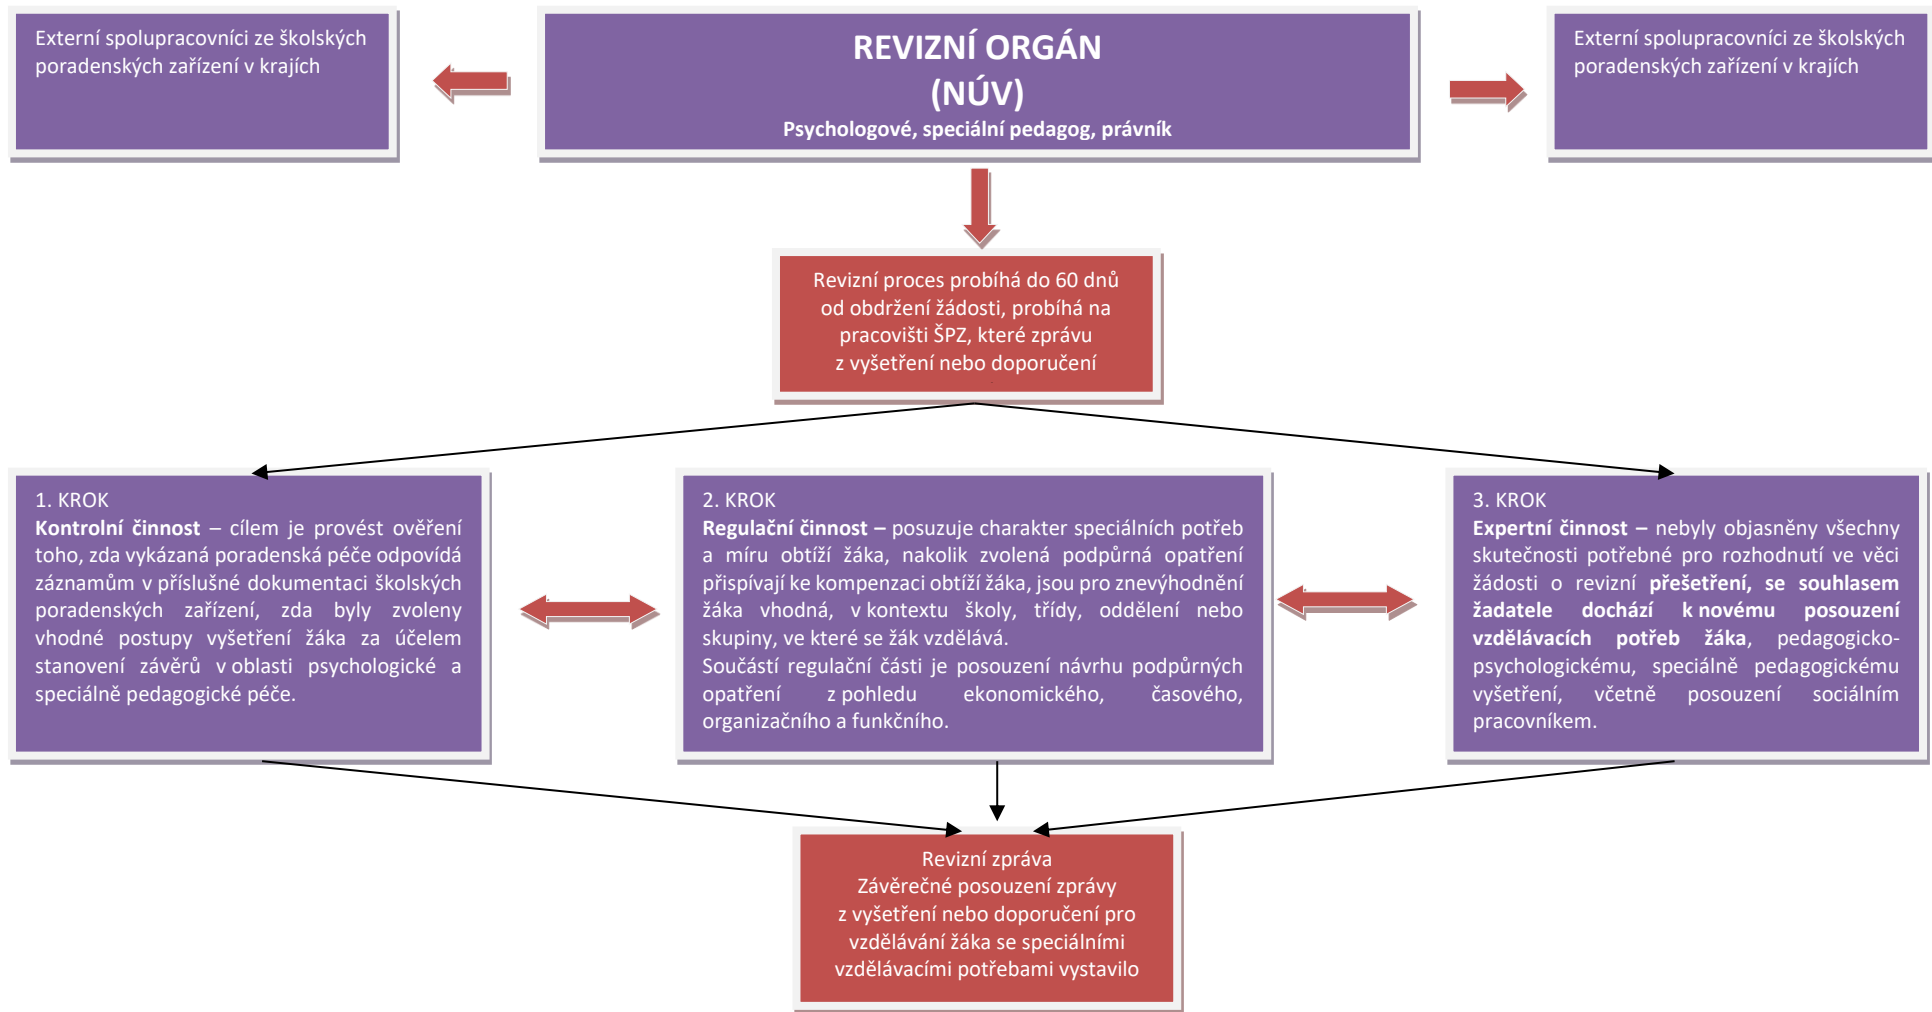 Externí spolupracovníci ze školských
poradenských zařízení v krajích
REVIZNÍ ORGÁN
(NÚV)
Psychologové, speciální pedagog, právník
Externí spolupracovníci ze školských
poradenských zařízení v krajích
Revizní proces probíhá do 60 dnů
od obdržení žádosti, probíhá na
pracovišti ŠPZ, které zprávu
z vyšetření nebo doporučení
1. KROK
Kontrolní činnost – cílem je provést ověření
toho, zda vykázaná poradenská péče odpovídá
záznamům v příslušné dokumentaci školských
poradenských zařízení, zda byly zvoleny
vhodné postupy vyšetření žáka za účelem
stanovení závěrů v oblasti psychologické a
speciálně pedagogické péče.
2. KROK
Regulační činnost – posuzuje charakter speciálních potřeb
a míru obtíží žáka, nakolik zvolená podpůrná opatření
přispívají ke kompenzaci obtíží žáka, jsou pro znevýhodnění
žáka vhodná, v kontextu školy, třídy, oddělení nebo
skupiny, ve které se žák vzdělává.
Součástí regulační části je posouzení návrhu podpůrných
opatření z pohledu ekonomického, časového,
organizačního a funkčního.
3. KROK
Expertní činnost – nebyly objasněny všechny
skutečnosti potřebné pro rozhodnutí ve věci
žádosti o revizní přešetření, se souhlasem
žadatele dochází k novému posouzení
vzdělávacích potřeb žáka, pedagogicko-
psychologickému, speciálně pedagogickému
vyšetření, včetně posouzení sociálním
pracovníkem.
Revizní zpráva
Závěrečné posouzení zprávy
z vyšetření nebo doporučení pro
vzdělávání žáka se speciálními
vzdělávacími potřebami vystavilo